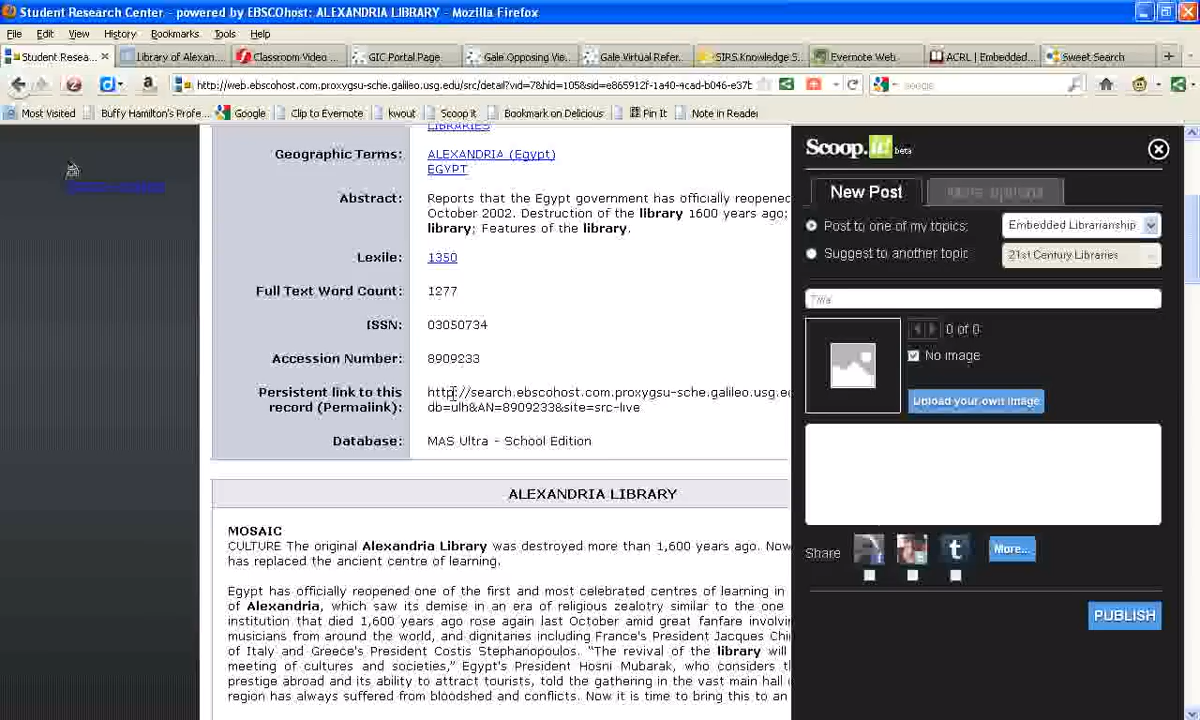 Student Research Center - powered by EBSCOhost: ALEXANDRIA LIBRARY - Mozilla Firefox
File Edit View History Bookmarks Tools Help
Student Resea... Library of Alexan... Classroom Video ... GIC Portal Page Gale Opposing Vie... Gale Virtual Refer... SIRS Knowledge S... Evernote Web ACRL | Embedded... Sweet Search
http://web.ebscohost.com.proxygsu-sche.galileo.usg.edu/src/detail?vd=7&hid=105&sid=e865912f-1a40-4cad-b046-e37b
Google
Most Visited Buffy Hamilton's Profe... Google Clip to Evernote kwout Scoop it Bookmark on Delicious Pin It Note in Reader
LIBRARIES
Geographic Terms: ALEXANDRIA (Egypt)
EGYPT
Abstract: Reports that the Egypt government has officially reopened
October 2002. Destruction of the library 1600 years ago;
library; Features of the library.
Lexile: 1350
Full Text Word Count: 1277
ISSN: 03050734
Accession Number: 8909233
Persistent link to this record (Permalink): http://search.ebscohost.com.proxygsu-sche.galileo.usg.ed
db=ulh&AN=8909233&site=src-live
Database: MAS Ultra - School Edition
ALEXANDRIA LIBRARY
MOSAIC
CULTURE The original Alexandria Library was destroyed more than 1,600 years ago. Now
has replaced the ancient centre of learning.
Egypt has officially reopened one of the first and most celebrated centres of learning in
of Alexandria, which saw its demise in an era of religious zealotry similar to the one
institution that died 1,600 years ago rose again last October amid great fanfare involvi
musicians from around the world, and dignitaries including France's President Jacques Chi
of Italy and Greece's President Costis Stephanopoulos. "The revival of the library will
meeting of cultures and societies," Egypt's President Hosni Mubarak, who considers t
prestige abroad and its ability to attract tourists, told the gathering in the vast main hall
region has always suffered from bloodshed and conflicts. Now it is time to bring this to an
Scoop.it beta
New Post More options
Post to one of my topics: Embedded Librarianship
Suggest to another topic 21st Century Libraries
Title
0 of 0
No image
Upload your own image
Share f t More...
PUBLISH